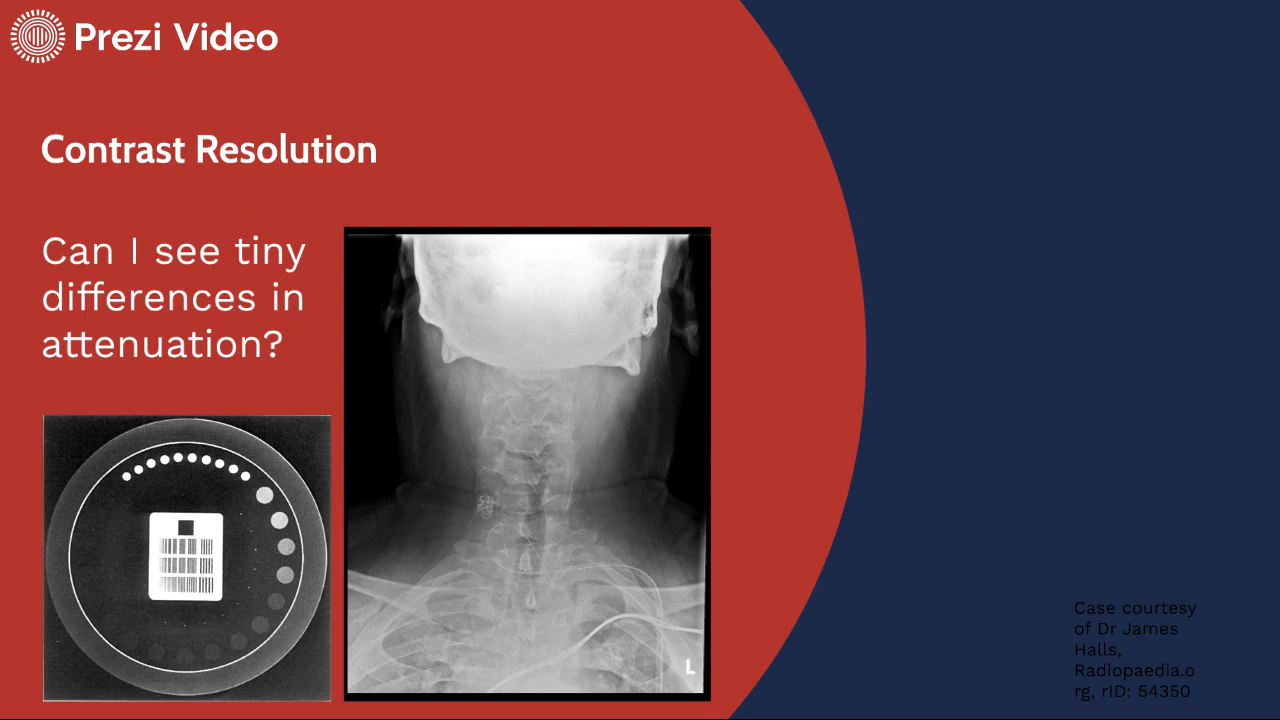 Prezi Video
Contrast Resolution
Can I see tiny
differences in
attenuation?
L
Case courtesy
of Dr James
Halls,
Radiopaedia.o
rg, rID: 54350